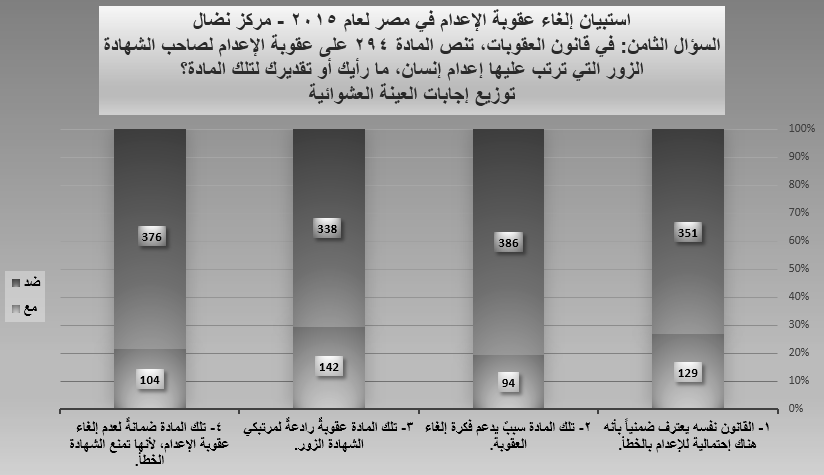 استبيان إلغاء عقوبة الإعدام في مصر لعام ٢٠١٥ - مركز نضال
السؤال الثامن: في قانون العقوبات، تنص المادة ٢٩٤ على عقوبة الإعدام لصاحب الشهادة
الزور التي ترتب عليها إعدام إنسان، ما رأيك أو تقديرك لتلك المادة؟
توزيع إجابات العينة العشوائية
100%
90%
80%
70%
60%
50%
40%
30%
20%
10%
0%
351
386
338
376
129
94
142
104
ضد
مع
١- القانون نفسه يعترف ضمنياً بأنه
هناك إحتمالية للإعدام بالخطأ.
٢- تلك المادة سببٌ يدعم فكرة إلغاء
العقوبة.
٣- تلك المادة عقوبةٌ رادعةٌ لمرتبكي
الشهادة الزور.
٤- تلك المادة ضمانةٌ لعدم إلغاء
عقوبة الإعدام، لأنها تمنع الشهادة
الخطأ.